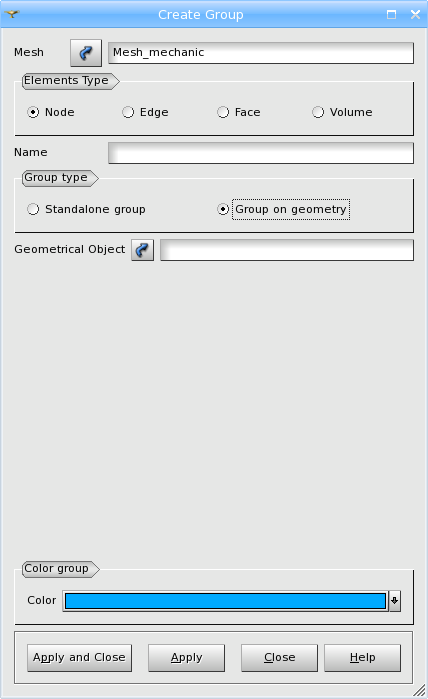 Create Group
Mesh Mesh_mechanic
Elements Type
Node Edge Face Volume
Name
Group type
Standalone group Group on geometry
Geometrical Object
Color group
Color
Apply and Close Apply Close Help